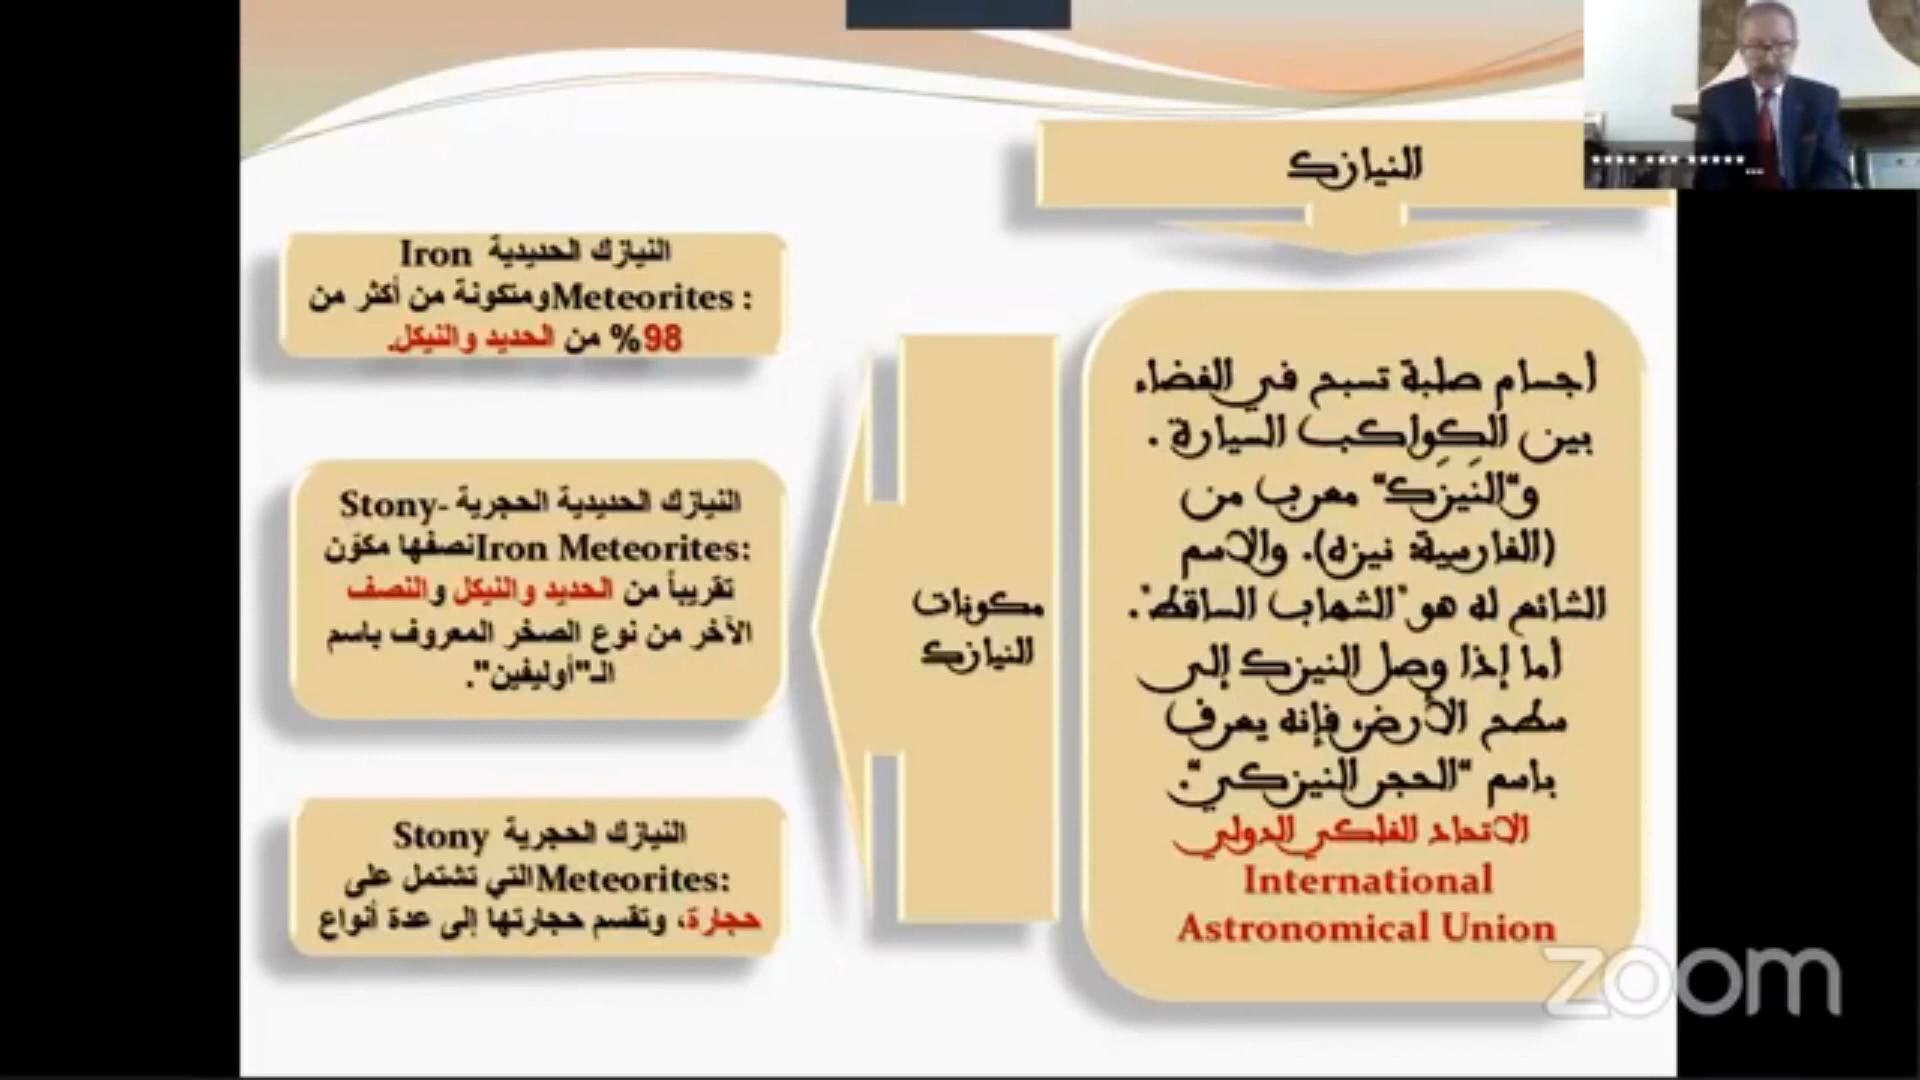 النيازك
أجسام صلبة تسبح في الفضاء
بين الكواكب السيارة .
و"النَيزَك" معرب من
(الفارسية: نيزه). والاسم
الشائع له هو"الشهاب الساقط".
أما إذا وصل النيزك إلى
سطح الأرض، فإنه يعرف
باسم "الحجر النيزكي".
الاتحاد الفلكي الدولي
International
Astronomical Union
مكونات
النيازك
النيازك الحديدية Iron
Meteorites :ومتكونة من أكثر من
98% من الحديد والنيكل.
النيازك الحديدية الحجرية Stony-
Iron Meteorites:نصفها مكوّن
تقريباً من الحديد والنيكل والنصف
الآخر من نوع الصخر المعروف باسم
الـ"أوليفين".
النيازك الحجرية Stony
Meteorites:التي تشتمل على
حجارة، وتقسم حجارتها إلى عدة أنواع
zoom